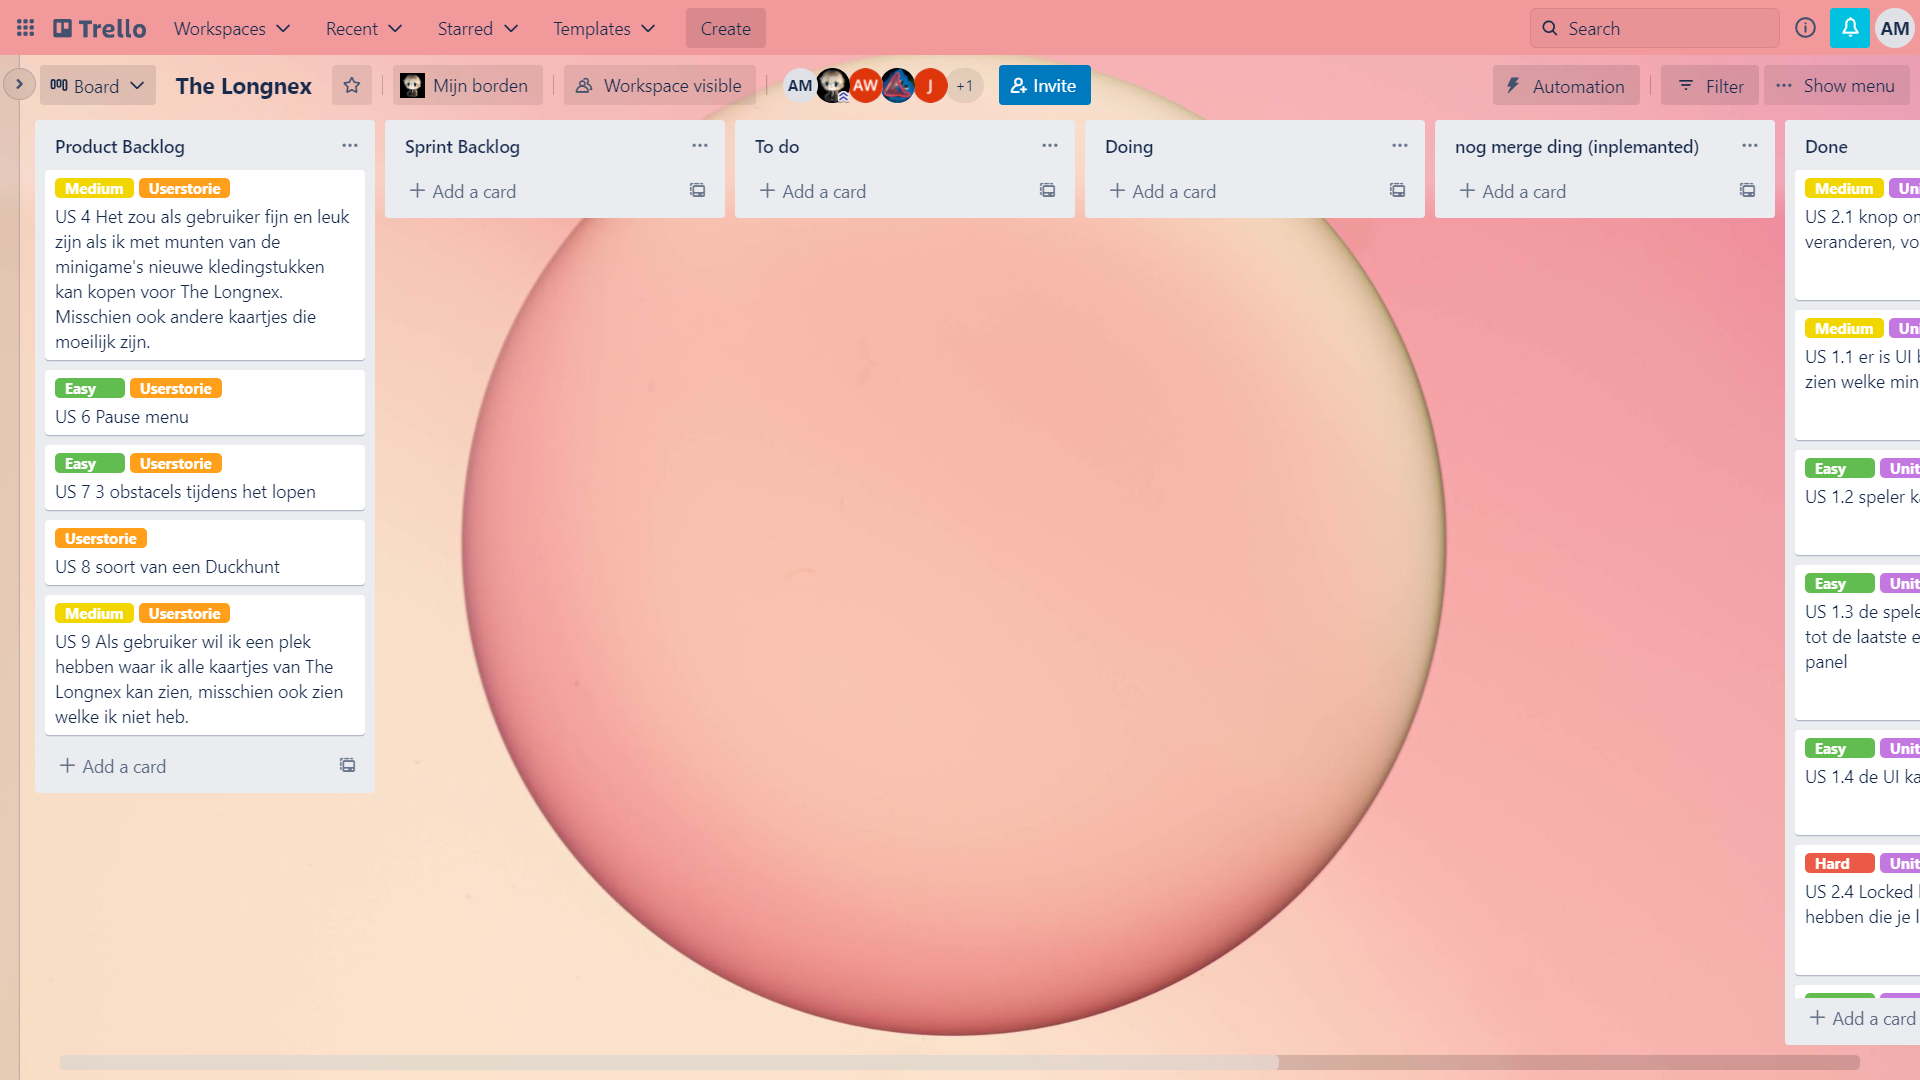 Trello
Workspaces
Recent
Starred
Templates
Create
Search
AM
Board
The Longnex
Mijn borden
Workspace visible
AM
AW
J
+1
Invite
Automation
Filter
Show menu
Product Backlog
Medium Userstorie
US 4 Het zou als gebruiker fijn en leuk
zijn als ik met munten van de
minigame's nieuwe kledingstukken
kan kopen voor The Longnex.
Misschien ook andere kaartjes die
moeilijk zijn.
Easy Userstorie
US 6 Pause menu
Easy Userstorie
US 7 3 obstacels tijdens het lopen
Userstorie
US 8 soort van een Duckhunt
Medium Userstorie
US 9 Als gebruiker wil ik een plek
hebben waar ik alle kaartjes van The
Longnex kan zien, misschien ook zien
welke ik niet heb.
Add a card
Sprint Backlog
Add a card
To do
Add a card
Doing
Add a card
nog merge ding (inplemanted)
Add a card
Done
Medium Uni
US 2.1 knop o
veranderen, vo
Medium Uni
US 1.1 er is UI
zien welke min
Easy Unit
US 1.2 speler k
Easy Unit
US 1.3 de spele
tot de laatste e
panel
Easy Unit
US 1.4 de UI ka
Hard Unit
US 2.4 Locked
hebben die je l
Add a card